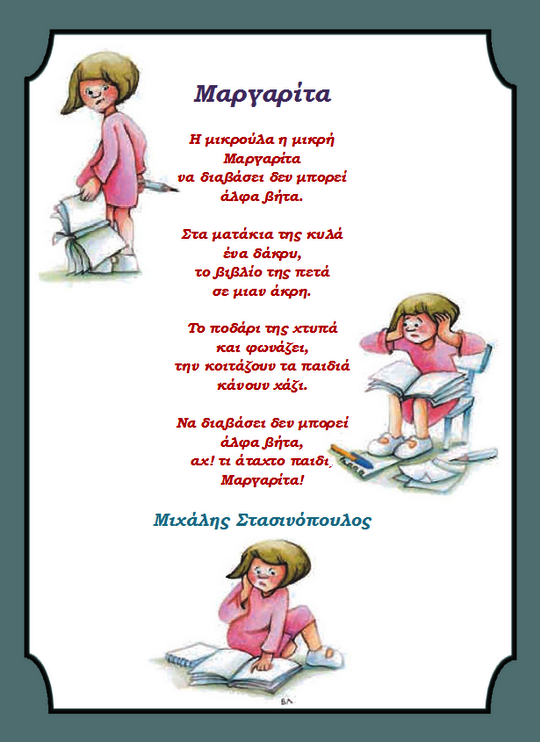 Μαργαρίτα
Η μικρούλα η μικρή
Μαργαρίτα
να διαβάσει δεν μπορεί
άλφα βήτα.
Στα ματάκια της κυλά
ένα δάκρυ,
το βιβλίο της πετά
σε μιαν άκρη.
Το ποδάρι της χτυπά
και φωνάζει,
την κοιτάζουν τα παιδιά
κάνουν χάζι.
Να διαβάσει δεν μπορεί
άλφα βήτα,
αχ! τι άταχτο παιδι,
Μαργαρίτα!
Μιχάλης Στασινόπουλος